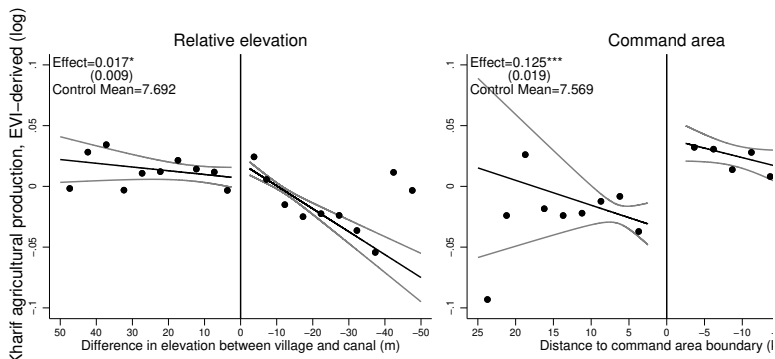 Relative elevation
Kharif agricultural production, EVI−derived (log)
.1
.05
0
−.05
−.1
Effect=0.017*
(0.009)
Control Mean=7.692
50 40 30 20 10 0 −10 −20 −30 −40 −50
Difference in elevation between village and canal (m)
Command area
.1
.05
0
−.05
−.1
Effect=0.125***
(0.019)
Control Mean=7.569
25 20 15 10 5 0 −5 −10
Distance to command area boundary